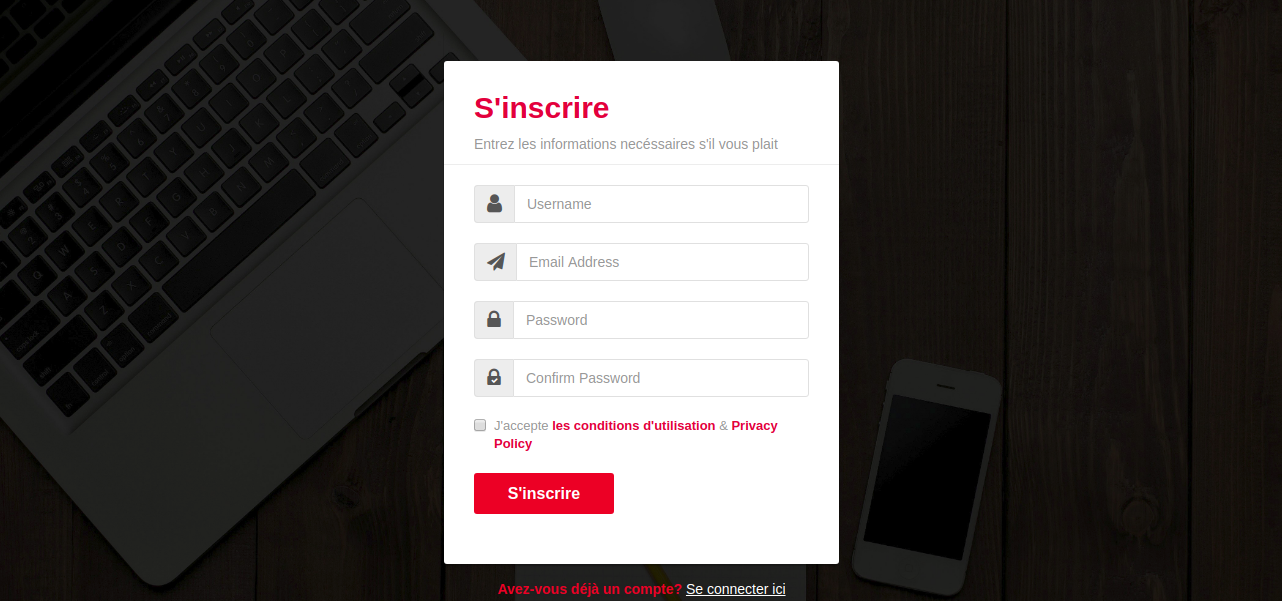 S'inscrire
Entrez les informations necéssaires s'il vous plait
Username
Email Address
Password
Confirm Password
J'accepte les conditions d'utilisation & Privacy
Policy
S'inscrire
Avez-vous déjà un compte? Se connecter ici